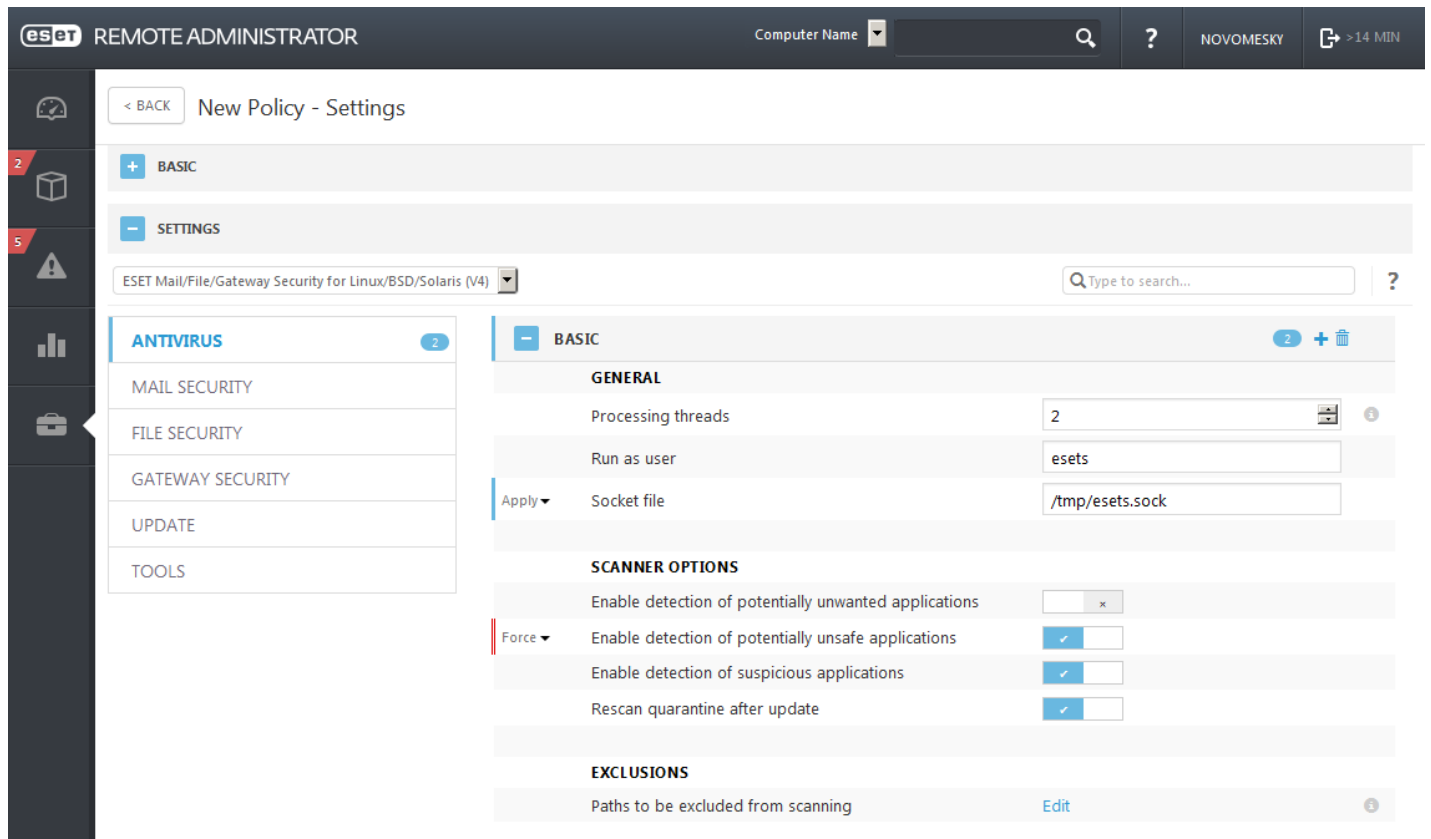 eset REMOTE ADMINISTRATOR
Computer Name
?
NOVOMESKY
>14 MIN
< BACK
New Policy - Settings
2
5
+ BASIC
− SETTINGS
ESET Mail/File/Gateway Security for Linux/BSD/Solaris (V4)
Type to search...
?
ANTIVIRUS 2
MAIL SECURITY
FILE SECURITY
GATEWAY SECURITY
UPDATE
TOOLS
− BASIC 2 +
GENERAL
Processing threads 2
Run as user esets
Apply Socket file /tmp/esets.sock
SCANNER OPTIONS
Enable detection of potentially unwanted applications
Force Enable detection of potentially unsafe applications
Enable detection of suspicious applications
Rescan quarantine after update
EXCLUSIONS
Paths to be excluded from scanning Edit